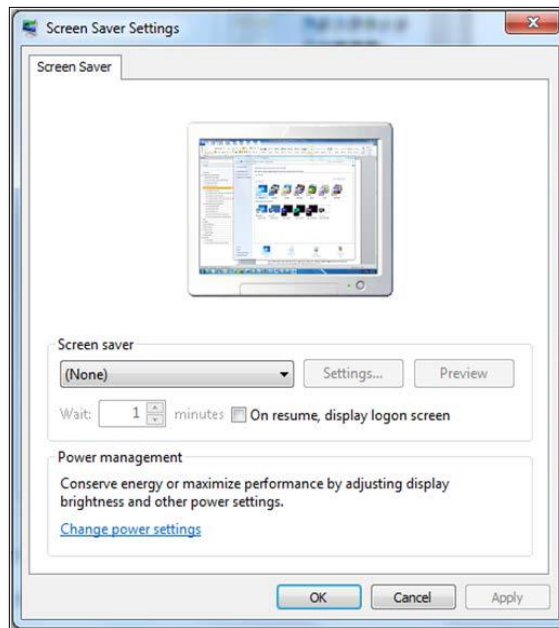 Screen Saver Settings
Screen Saver
Screen saver
(None)
Settings...
Preview
Wait:
1
minutes
On resume, display logon screen
Power management
Conserve energy or maximize performance by adjusting display
brightness and other power settings.
Change power settings
OK
Cancel
Apply